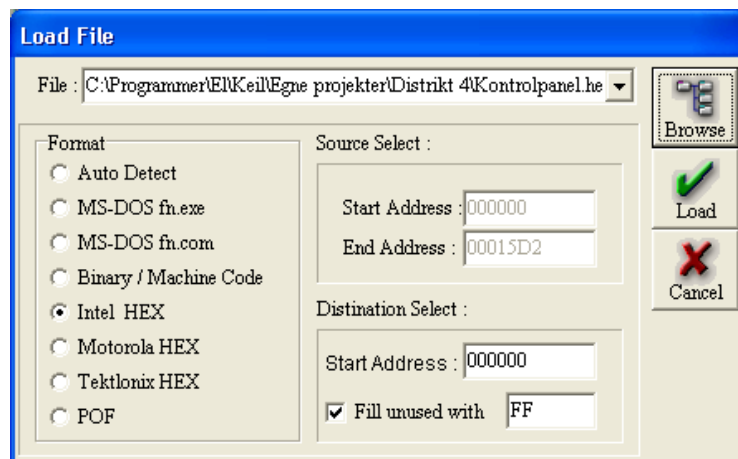 Load File
File : C:\Programmer\El\Keil\Egne projekter\Distrikt 4\Kontrolpanel.he
Browse
Load
Cancel
Format
Auto Detect
MS-DOS fn.exe
MS-DOS fn.com
Binary / Machine Code
Intel HEX
Motorola HEX
Tektlonix HEX
POF
Source Select :
Start Address : 000000
End Address : 00015D2
Distination Select :
Start Address : 000000
Fill unused with FF